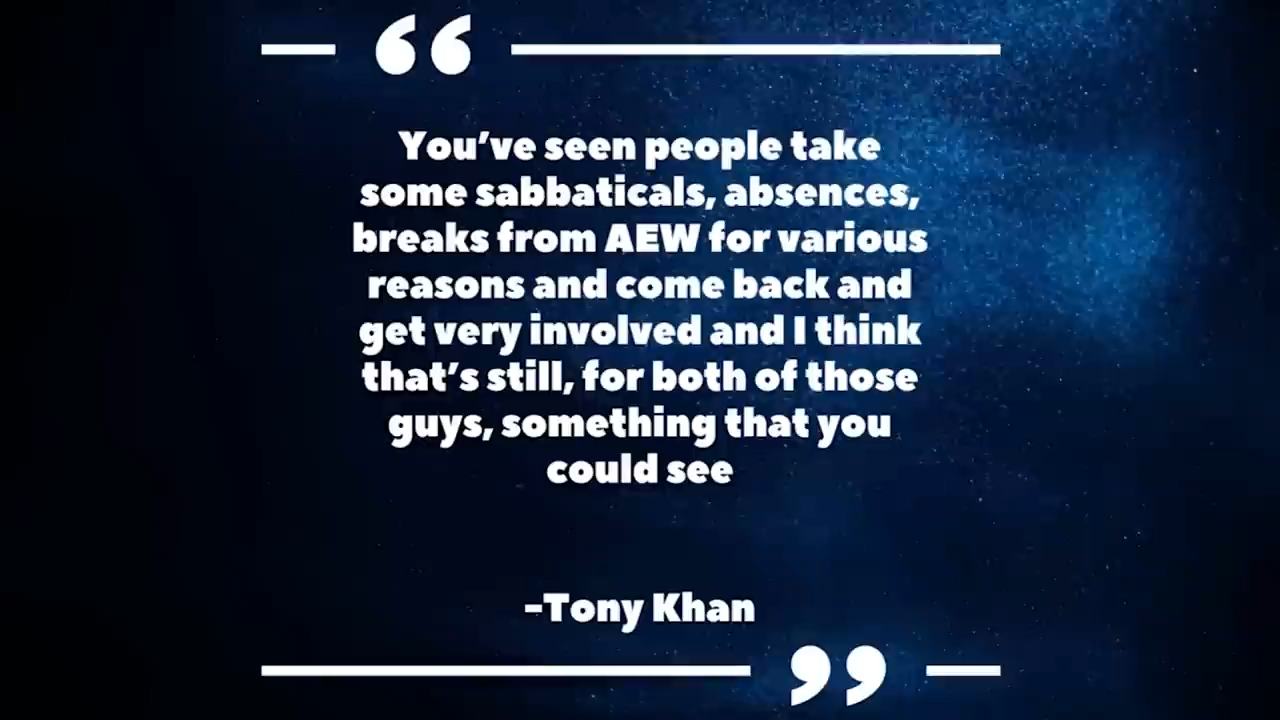 “
You’ve seen people take
some sabbaticals, absences,
breaks from AEW for various
reasons and come back and
get very involved and I think
that’s still, for both of those
guys, something that you
could see
-Tony Khan
”